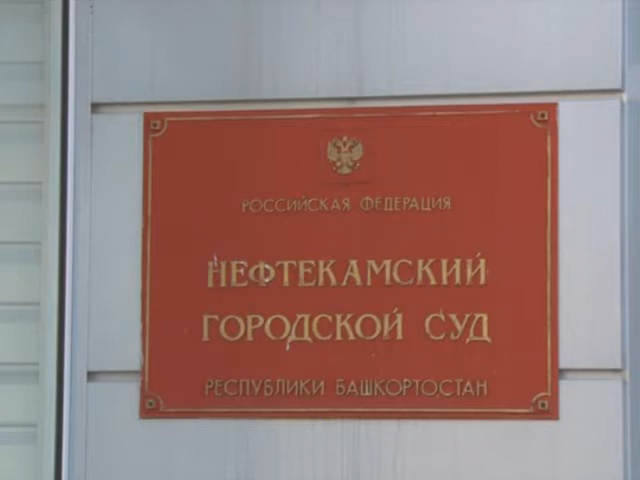 РОССИЙСКАЯ ФЕДЕРАЦИЯ
НЕФТЕКАМСКИЙ
ГОРОДСКОЙ СУД
РЕСПУБЛИКИ БАШКОРТОСТАН